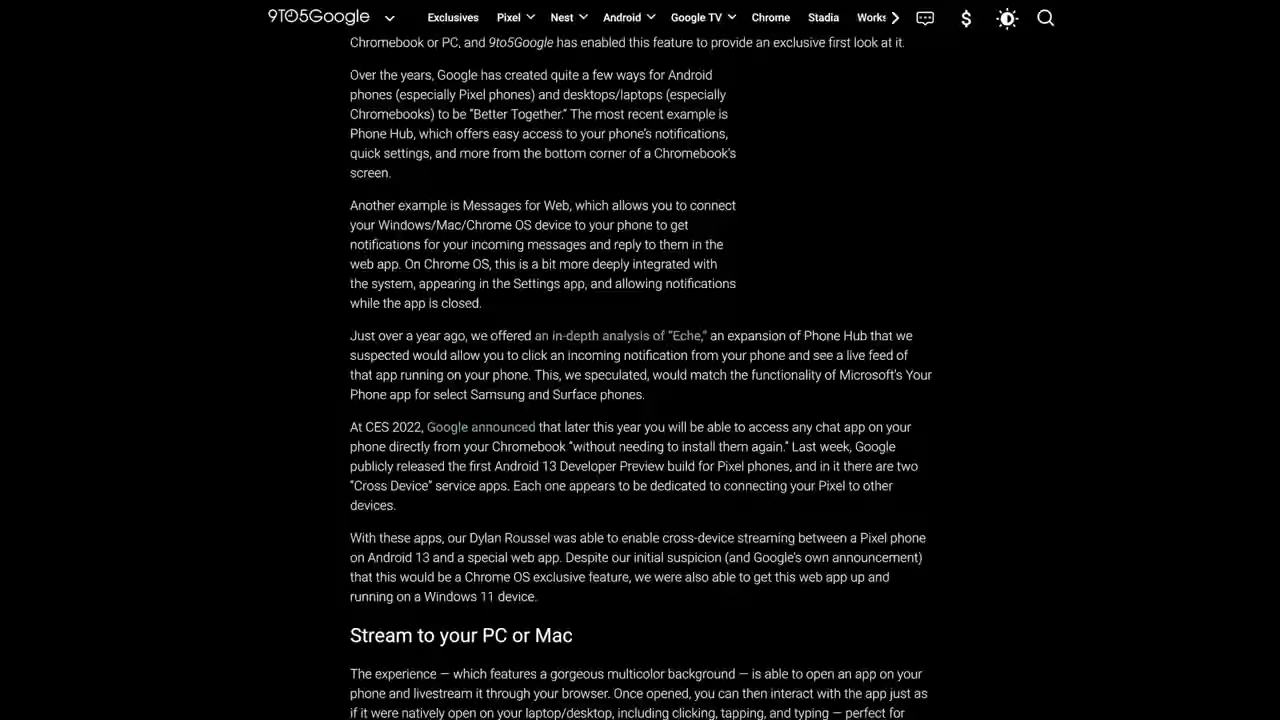 9TO5Google
Exclusives Pixel Nest Android Google TV Chrome Stadia Works
Chromebook or PC, and 9to5Google has enabled this feature to provide an exclusive first look at it.
Over the years, Google has created quite a few ways for Android
phones (especially Pixel phones) and desktops/laptops (especially
Chromebooks) to be “Better Together.” The most recent example is
Phone Hub, which offers easy access to your phone’s notifications,
quick settings, and more from the bottom corner of a Chromebook’s
screen.
Another example is Messages for Web, which allows you to connect
your Windows/Mac/Chrome OS device to your phone to get
notifications for your incoming messages and reply to them in the
web app. On Chrome OS, this is a bit more deeply integrated with
the system, appearing in the Settings app, and allowing notifications
while the app is closed.
Just over a year ago, we offered an in-depth analysis of “Eche,” an expansion of Phone Hub that we
suspected would allow you to click an incoming notification from your phone and see a live feed of
that app running on your phone. This, we speculated, would match the functionality of Microsoft’s Your
Phone app for select Samsung and Surface phones.
At CES 2022, Google announced that later this year you will be able to access any chat app on your
phone directly from your Chromebook “without needing to install them again.” Last week, Google
publicly released the first Android 13 Developer Preview build for Pixel phones, and in it there are two
“Cross Device” service apps. Each one appears to be dedicated to connecting your Pixel to other
devices.
With these apps, our Dylan Roussel was able to enable cross-device streaming between a Pixel phone
on Android 13 and a special web app. Despite our initial suspicion (and Google’s own announcement)
that this would be a Chrome OS exclusive feature, we were also able to get this web app up and
running on a Windows 11 device.
Stream to your PC or Mac
The experience — which features a gorgeous multicolor background — is able to open an app on your
phone and livestream it through your browser. Once opened, you can then interact with the app just as
if it were natively open on your laptop/desktop, including clicking, tapping, and typing — perfect for